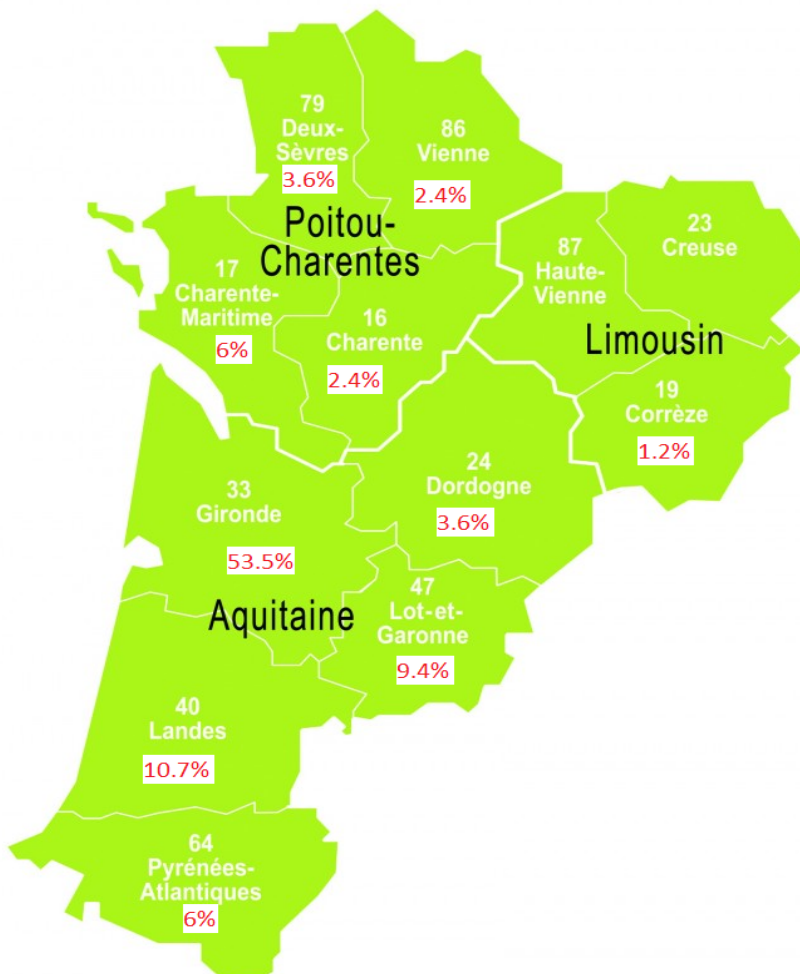 79
Deux-
Sèvres
3.6%
86
Vienne
2.4%
Poitou-
Charentes
17
Charente-
Maritime
6%
16
Charente
2.4%
87
Haute-
Vienne
23
Creuse
Limousin
19
Corrèze
1.2%
33
Gironde
53.5%
24
Dordogne
3.6%
Aquitaine
47
Lot-et-
Garonne
9.4%
40
Landes
10.7%
64
Pyrénées-
Atlantiques
6%